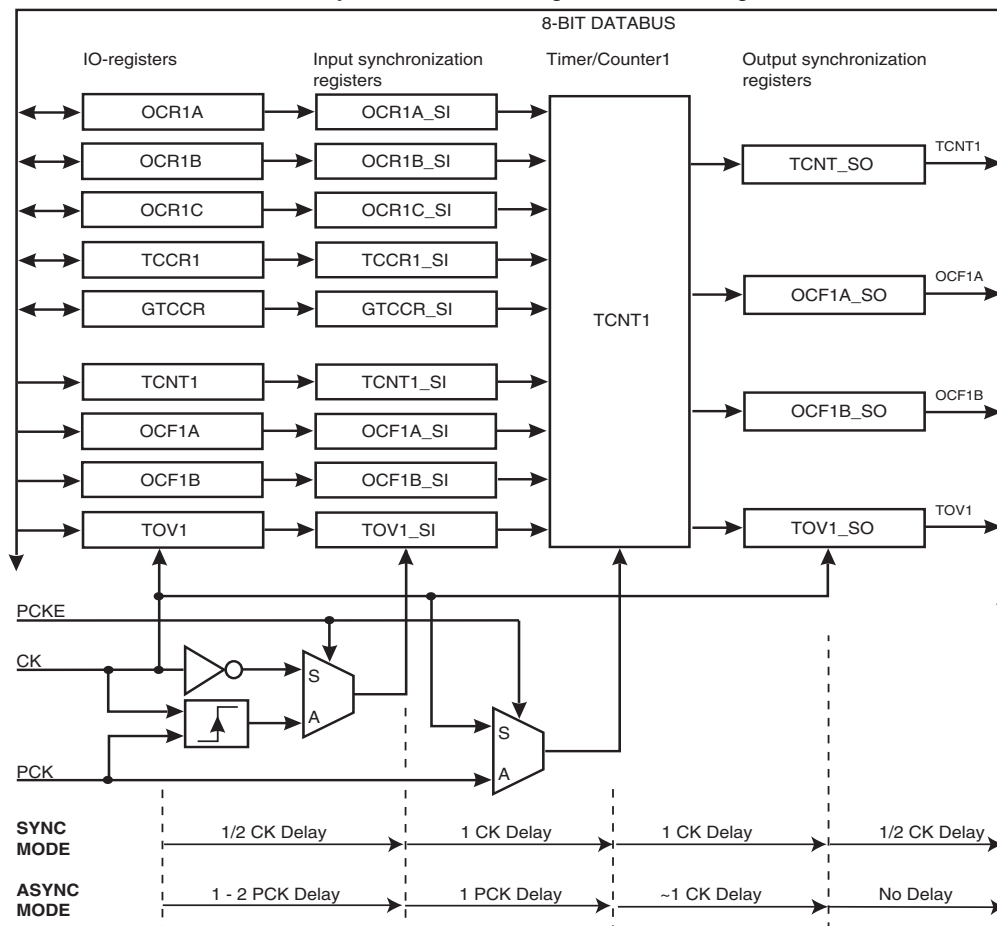 8-BIT DATABUS
IO-registers
Input synchronization
registers
Timer/Counter1
Output synchronization
registers
OCR1A
OCR1A_SI
OCR1B
OCR1B_SI
OCR1C
OCR1C_SI
TCCR1
TCCR1_SI
GTCCR
GTCCR_SI
TCNT1
TCNT1_SI
OCF1A
OCF1A_SI
OCF1B
OCF1B_SI
TOV1
TOV1_SI
TCNT1
TCNT_SO
TCNT1
OCF1A_SO
OCF1A
OCF1B_SO
OCF1B
TOV1_SO
TOV1
PCKE
CK
S
A
S
A
PCK
SYNC
MODE
1/2 CK Delay
1 CK Delay
1 CK Delay
1/2 CK Delay
ASYNC
MODE
1 - 2 PCK Delay
1 PCK Delay
~1 CK Delay
No Delay